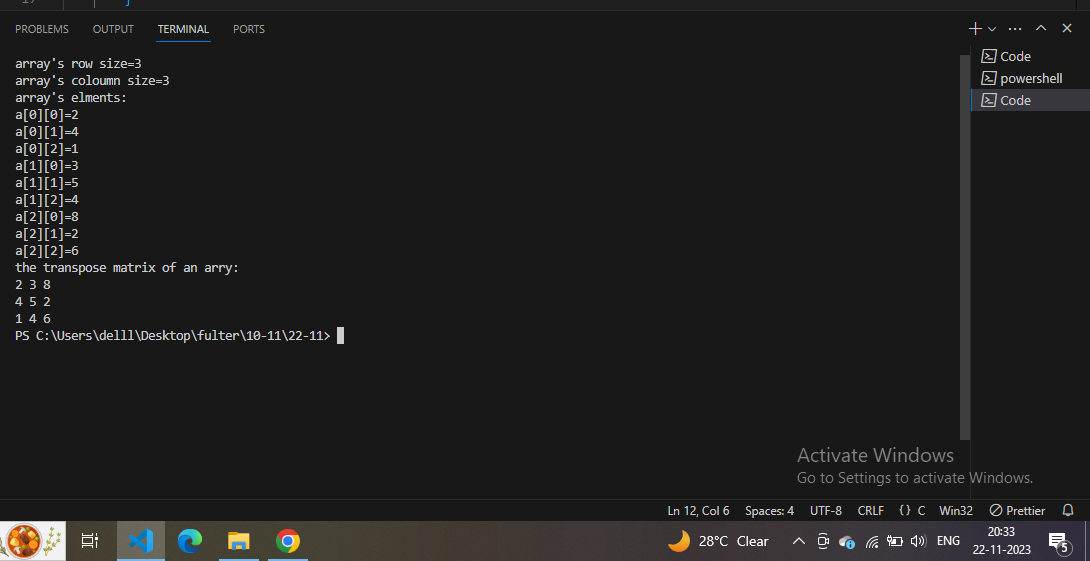 PROBLEMS OUTPUT TERMINAL PORTS
array's row size=3
array's coloumn size=3
array's elments:
a[0][0]=2
a[0][1]=4
a[0][2]=1
a[1][0]=3
a[1][1]=5
a[1][2]=4
a[2][0]=8
a[2][1]=2
a[2][2]=6
the transpose matrix of an arry:
2 3 8
4 5 2
1 4 6
PS C:\Users\delll\Desktop\fulter\10-11\22-11>
Code
powershell
Code
Activate Windows
Go to Settings to activate Windows.
Ln 12, Col 6 Spaces: 4 UTF-8 CRLF {} C Win32 Prettier
28°C Clear ENG
20:33
22-11-2023
5